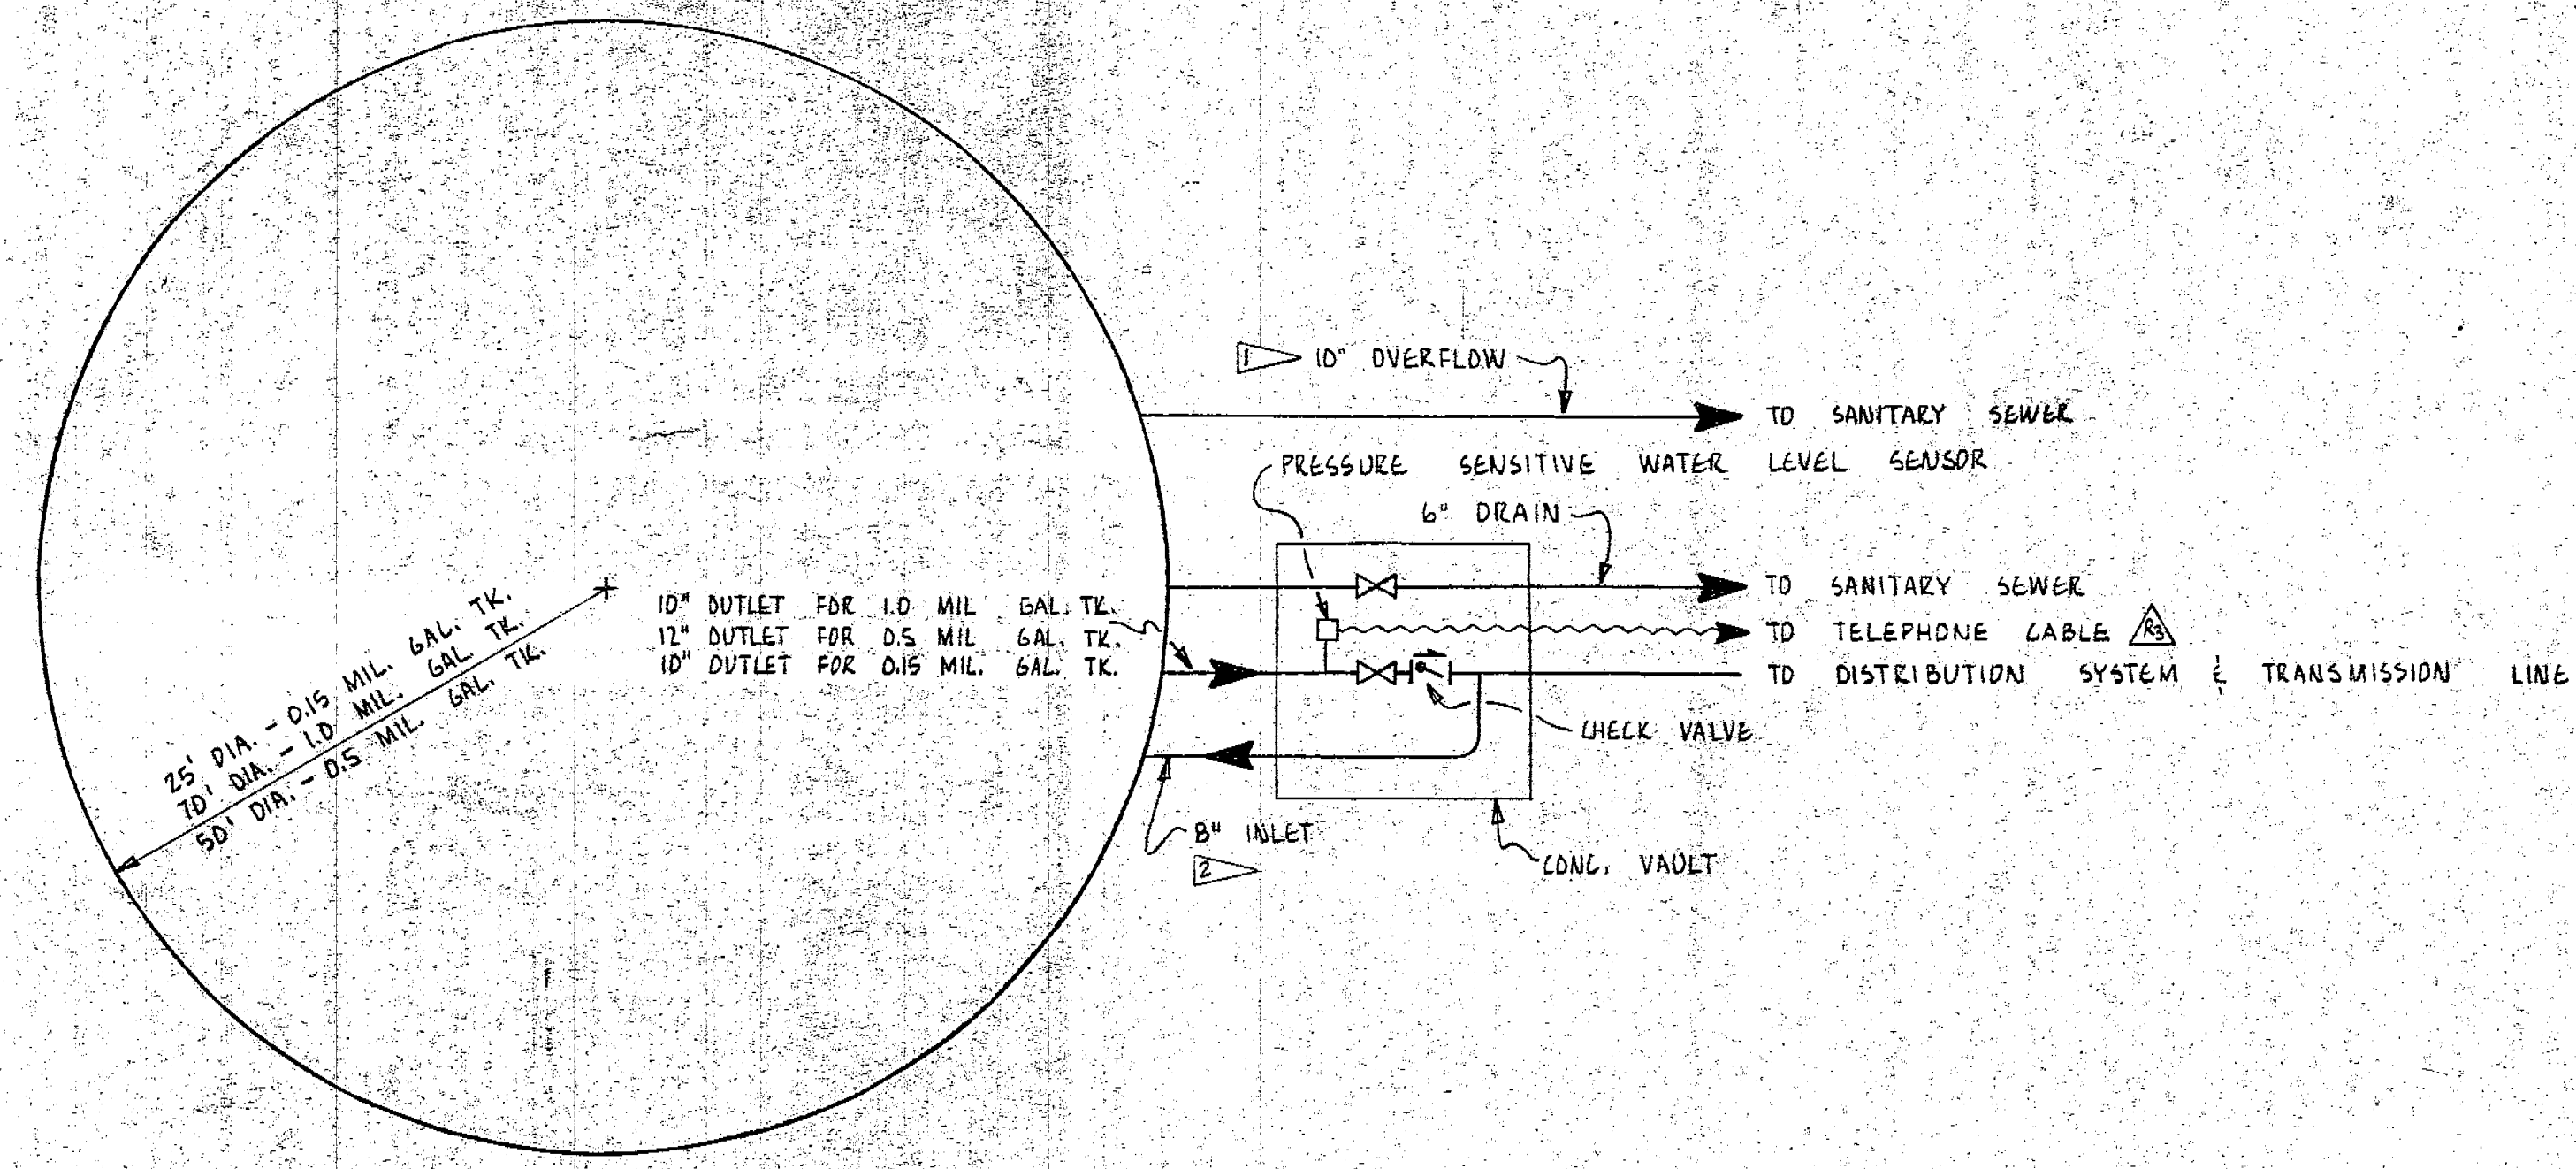 1 10" OVERFLOW
TO SANITARY SEWER
PRESSURE SENSITIVE WATER LEVEL SENSOR
6" DRAIN
TO SANITARY SEWER
10" OUTLET FOR 1.0 MIL GAL. TK.
12" OUTLET FOR 0.5 MIL GAL. TK.
10" OUTLET FOR 0.15 MIL. GAL. TK.
TO TELEPHONE CABLE R3
TO DISTRIBUTION SYSTEM & TRANSMISSION LINE
25' DIA. - 0.15 MIL. GAL. TK.
70' DIA. - 1.0 MIL. GAL. TK.
50' DIA. - 0.5 MIL. GAL. TK.
CHECK VALVE
8" INLET
2
CONC. VAULT